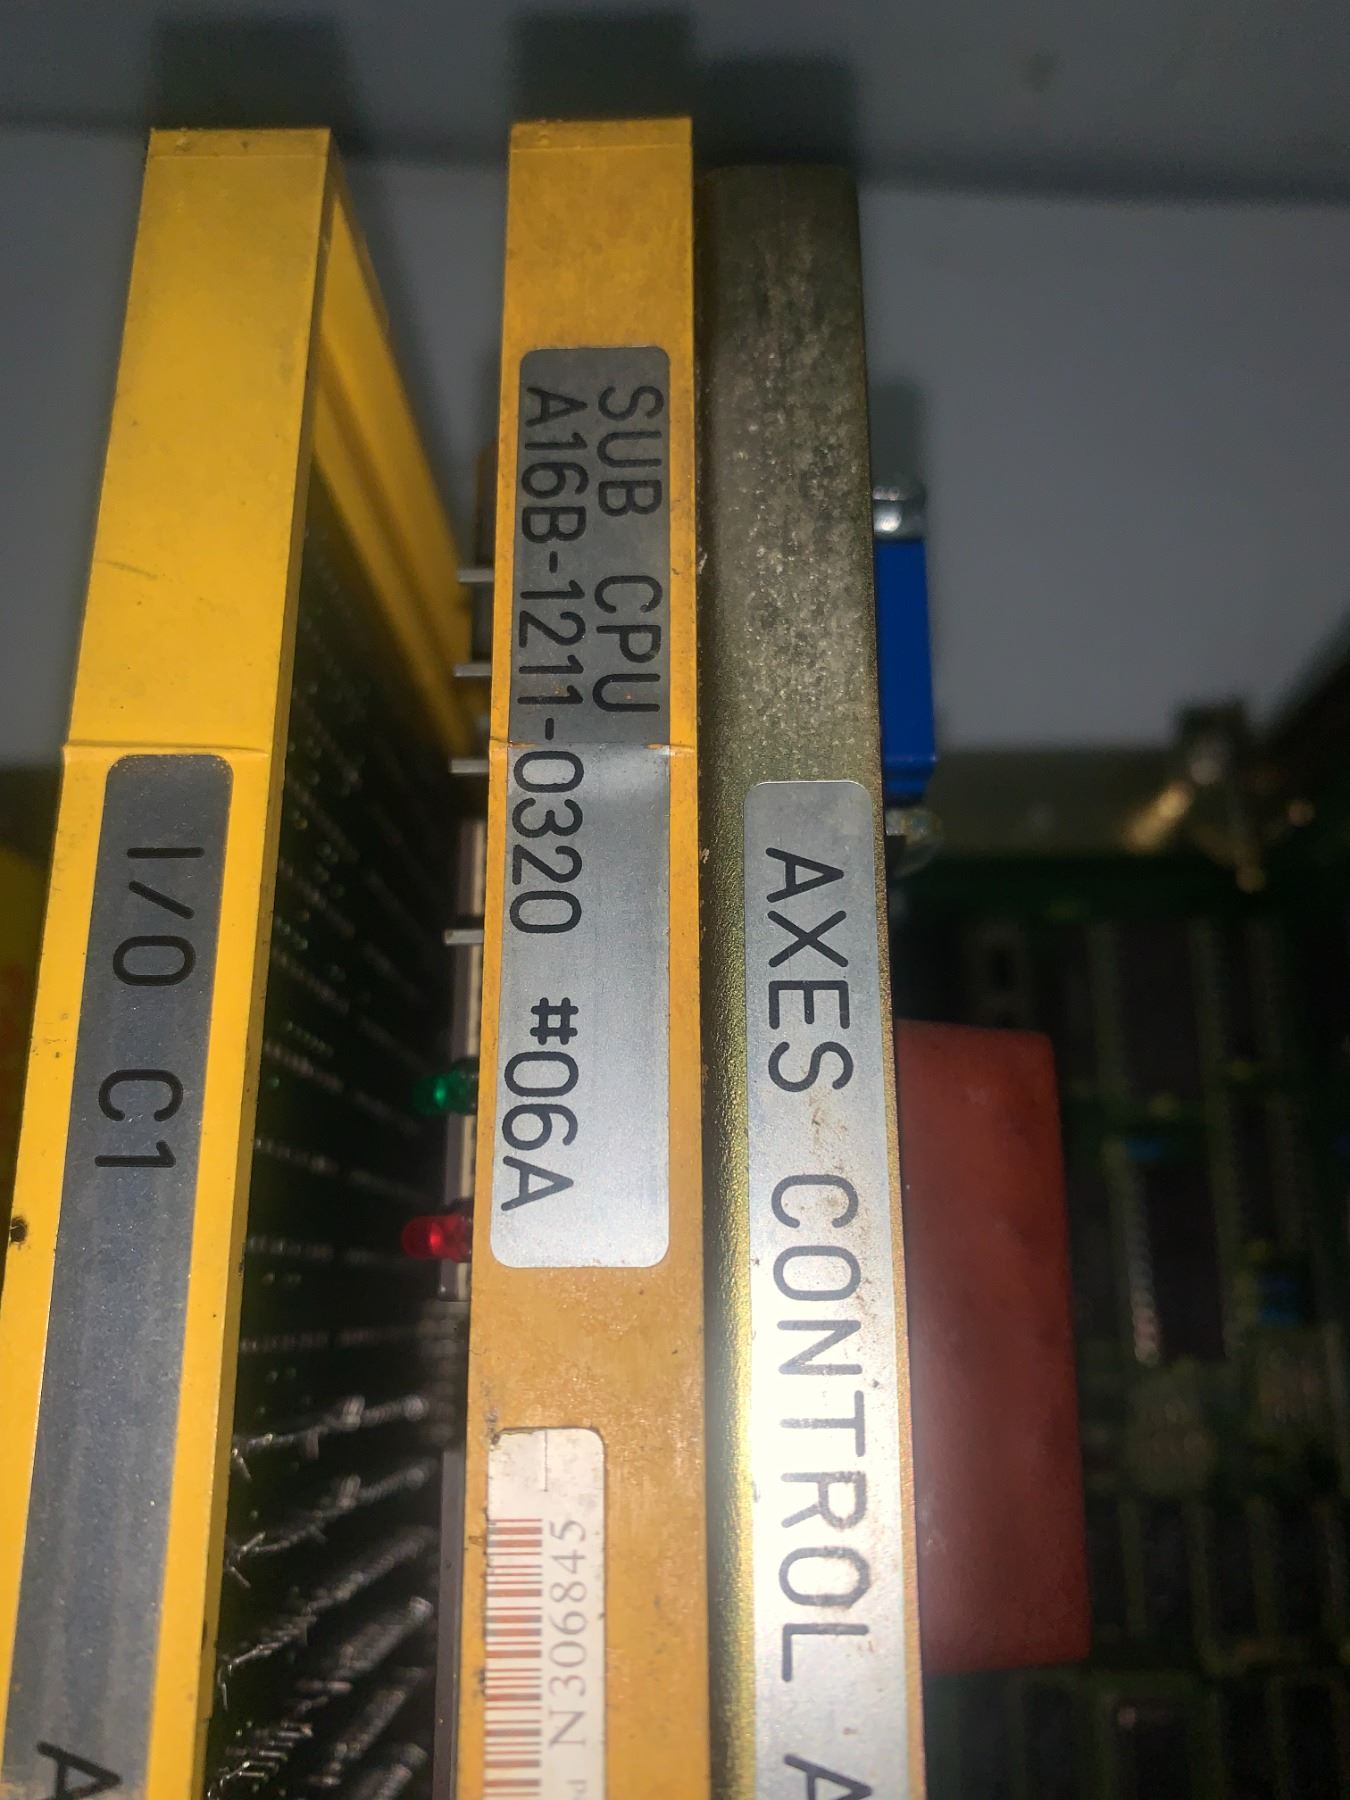 I/O C1
A
SUB CPU
A16B-1211-0320 #06A
N306845
AXES CONTROL A